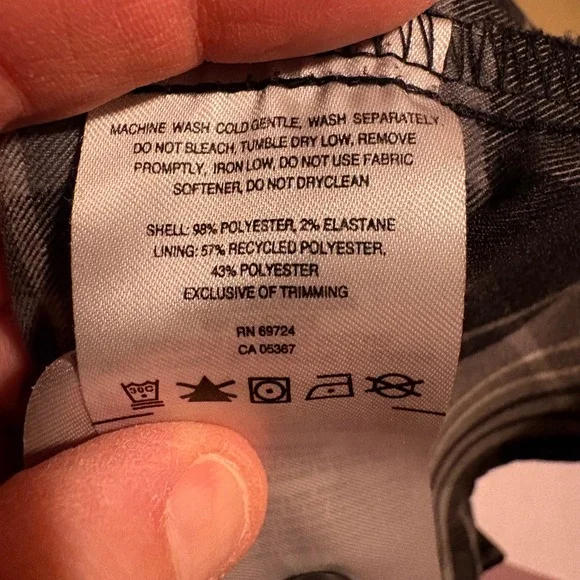 MACHINE WASH COLD GENTLE, WASH SEPARATELY
DO NOT BLEACH, TUMBLE DRY LOW, REMOVE
PROMPTLY, IRON LOW, DO NOT USE FABRIC
SOFTENER, DO NOT DRYCLEAN
SHELL: 98% POLYESTER, 2% ELASTANE
LINING: 57% RECYCLED POLYESTER,
43% POLYESTER
EXCLUSIVE OF TRIMMING
RN 69724
CA 05367
30C